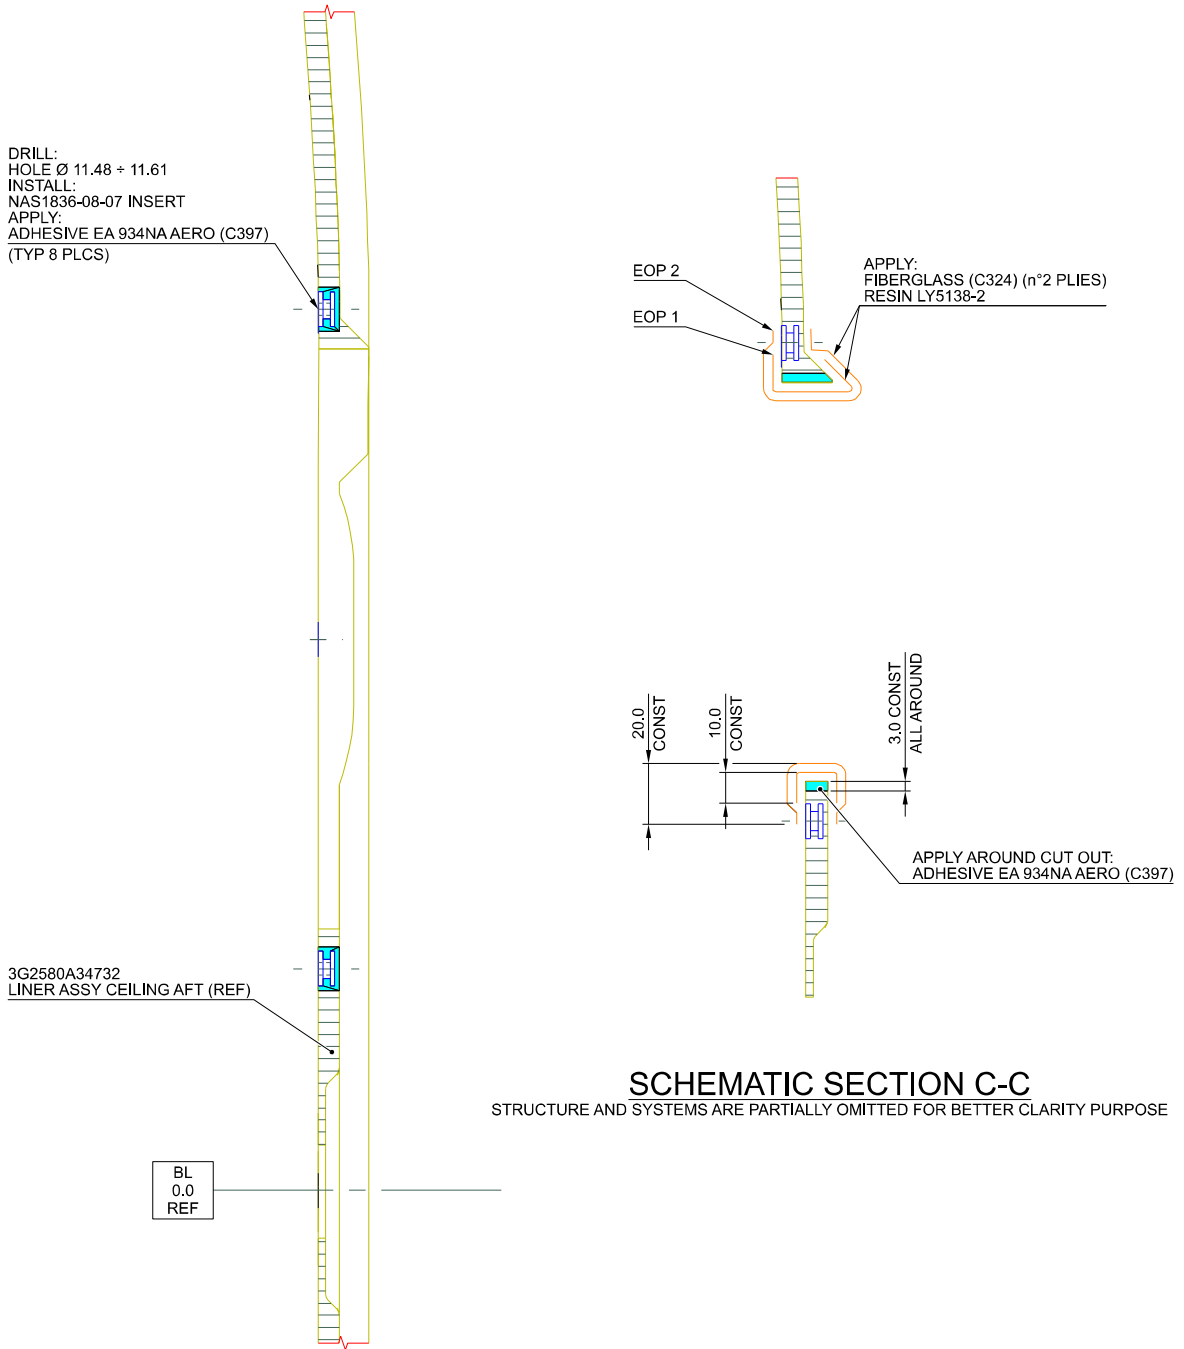 DRILL:
HOLE Ø 11.48 ÷ 11.61
INSTALL:
NAS1836-08-07 INSERT
APPLY:
ADHESIVE EA 934NA AERO (C397)
(TYP 8 PLCS)
EOP 2
EOP 1
APPLY:
FIBERGLASS (C324) (n°2 PLIES)
RESIN LY5138-2
20.0
CONST
10.0
CONST
3.0 CONST
ALL AROUND
APPLY AROUND CUT OUT:
ADHESIVE EA 934NA AERO (C397)
3G2580A34732
LINER ASSY CEILING AFT (REF)
SCHEMATIC SECTION C-C
STRUCTURE AND SYSTEMS ARE PARTIALLY OMITTED FOR BETTER CLARITY PURPOSE
BL
0.0
REF